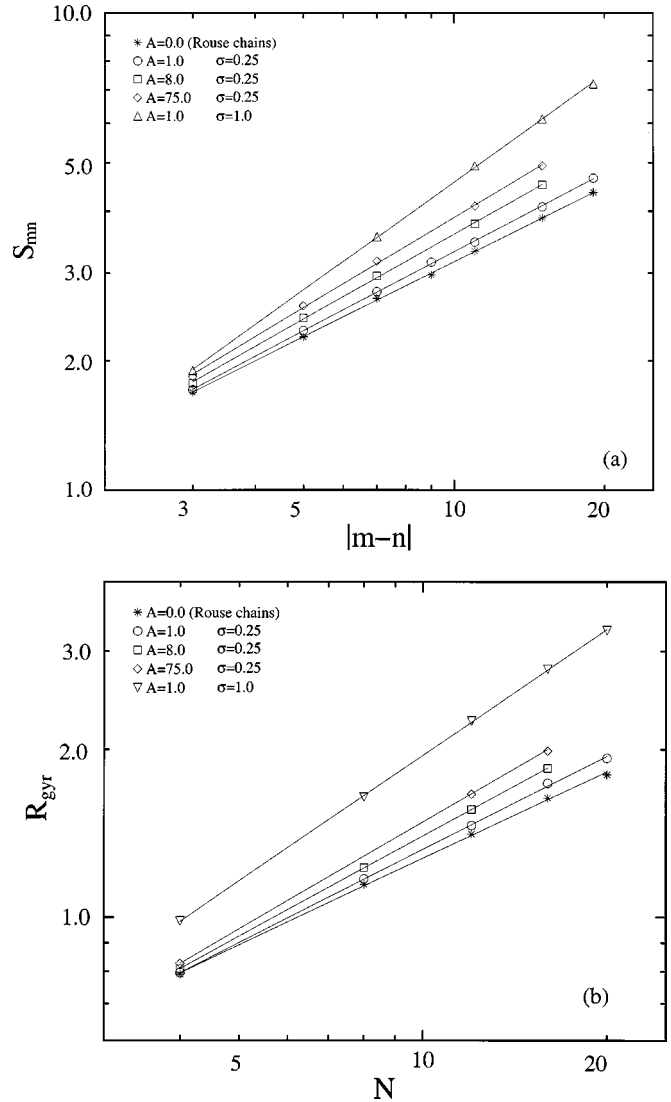 10.0
A=0.0 (Rouse chains)
A=1.0 σ=0.25
A=8.0 σ=0.25
A=75.0 σ=0.25
A=1.0 σ=1.0
5.0
4.0
3.0
2.0
1.0
Smn
(a)
3 5 10 20
|m−n|
A=0.0 (Rouse chains)
A=1.0 σ=0.25
A=8.0 σ=0.25
A=75.0 σ=0.25
A=1.0 σ=1.0
3.0
2.0
1.0
Rgyr
(b)
5 10 20
N